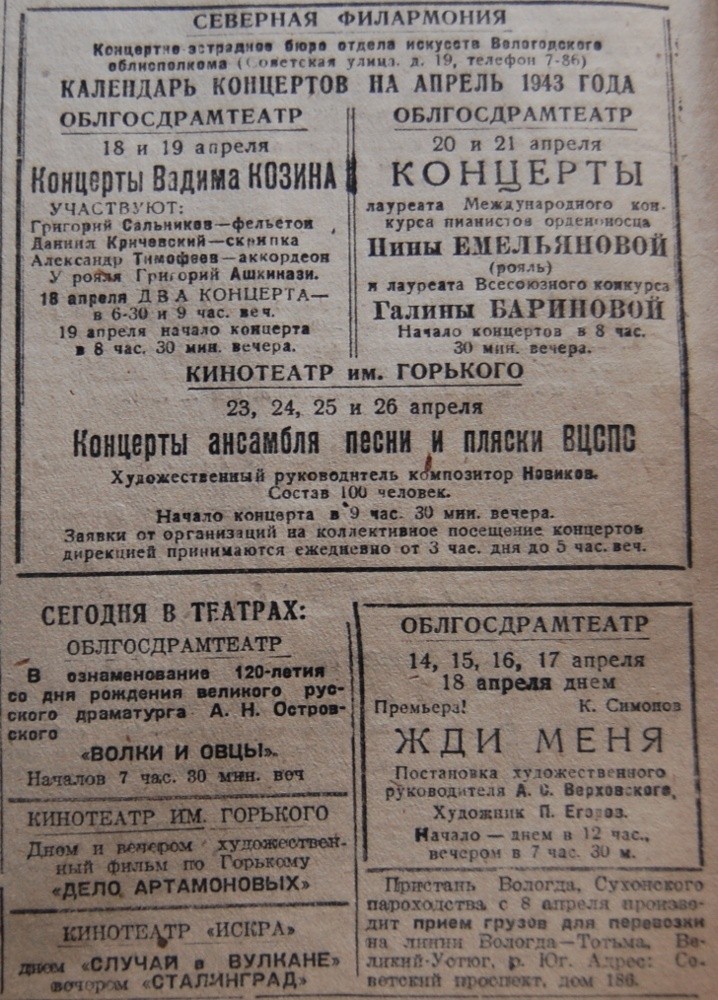 СЕВЕРНАЯ ФИЛАРМОНИЯ
Концертно-эстрадное бюро отдела искусств Вологодского
облисполкома (Советская улица, д. 19, телефон 7-86)
КАЛЕНДАРЬ КОНЦЕРТОВ НА АПРЕЛЬ 1943 ГОДА
ОБЛГОСДРАМТЕАТР
18 и 19 апреля
Концерты Вадима КОЗИНА
УЧАСТВУЮТ:
Григорий Сальников—фельетон
Даниил Кричевский—скрипка
Александр Тимофеев—аккордеон
У рояля Григорий Ашкинази.
18 апреля ДВА КОНЦЕРТА—
в 6-30 и 9 час. веч.
19 апреля начало концерта
в 8 час. 30 мин. вечера.
ОБЛГОСДРАМТЕАТР
20 и 21 апреля
КОНЦЕРТЫ
лауреата Международного кон-
курса пианистов орденоносца
Нины ЕМЕЛЬЯНОВОЙ
(рояль)
и лауреата Всесоюзного конкурса
Галины БАРИНОВОЙ
Начало концертов в 8 час.
30 мин. вечера.
КИНОТЕАТР им. ГОРЬКОГО
23, 24, 25 и 26 апреля
Концерты ансамбля песни и пляски ВЦСПС
Художественный руководитель композитор Новиков.
Состав 100 человек.
Начало концерта в 9 час. 30 мин. вечера.
Заявки от организаций на коллективное посещение концертов
дирекцией принимаются ежедневно от 3 час. дня до 5 час. веч.
СЕГОДНЯ В ТЕАТРАХ:
ОБЛГОСДРАМТЕАТР
В ознаменование 120-летия
со дня рождения великого рус-
ского драматурга А. Н. Островс-
ского
«ВОЛКИ И ОВЦЫ».
Началов 7 час. 30 мин. веч
КИНОТЕАТР ИМ. ГОРЬКОГО
Днем и вечером художествен-
ный фильм по Горькому
«ДЕЛО АРТАМОНОВЫХ»
КИНОТЕАТР «ИСКРА»
днем «СЛУЧАЙ в ВУЛКАНЕ»
вечером «СТАЛИНГРАД»
ОБЛГОСДРАМТЕАТР
14, 15, 16, 17 апреля
18 апреля днем
Премьера! К. Симонов
ЖДИ МЕНЯ
Постановка художественного
руководителя А. С. Верховского,
Художник П. Егоров.
Начало — днем в 12 час.,
вечером в 7 час. 30 м.
Пристань Вологда, Сухонского
пароходства с 8 апреля производ-
дит прием грузов для перевозки
на линии Вологда—Тотьма, Ве-
ликий-Устюг, р. Юг. Адрес: Со-
ветский проспект, дом 186.